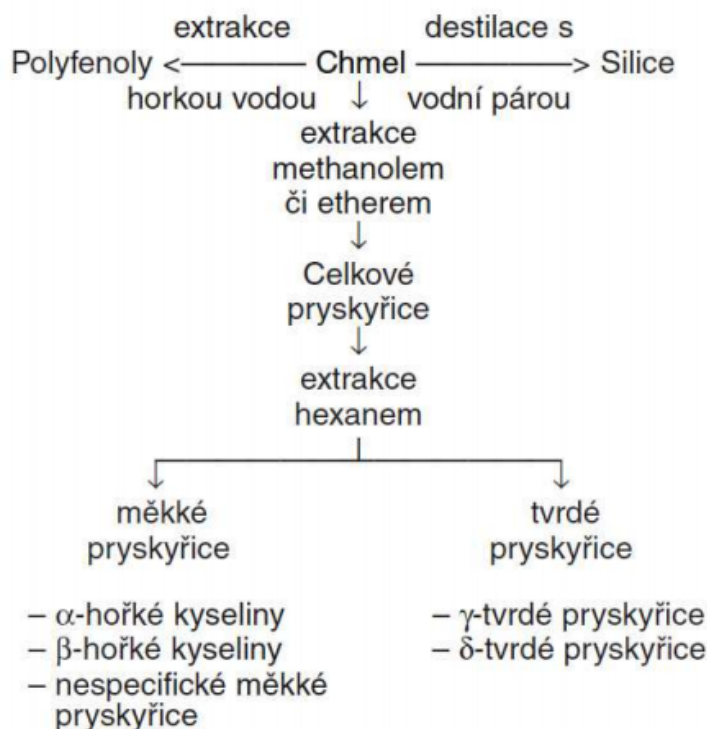 extrakce destilace s
Polyfenoly <———— Chmel ————> Silice
horkou vodou ↓ vodní párou
extrakce
methanolem
či etherem
↓
Celkové
pryskyřice
↓
extrakce
hexanem
měkké
pryskyřice
– α-hořké kyseliny
– β-hořké kyseliny
– nespecifické měkké
pryskyřice
tvrdé
pryskyřice
– γ-tvrdé pryskyřice
– δ-tvrdé pryskyřice